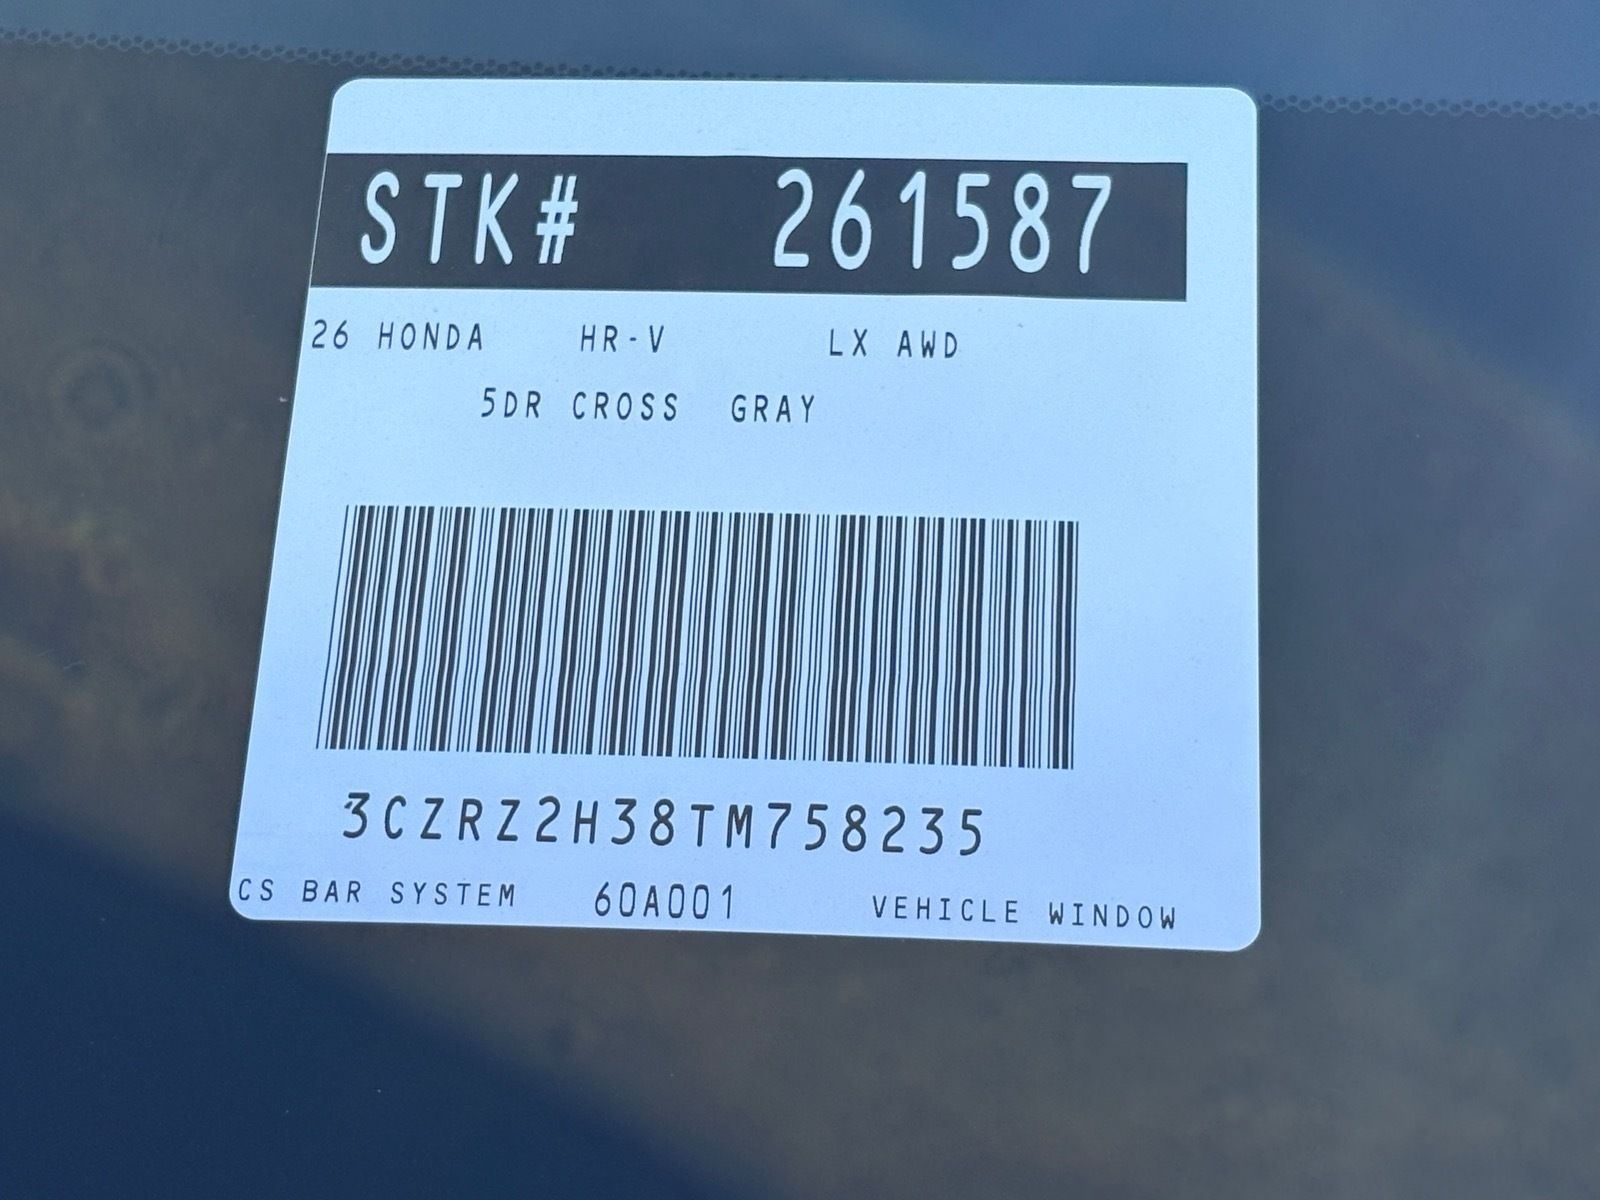 STK# 261587
26 HONDA HR-V LX AWD
5DR CROSS GRAY
3CZRZ2H38TM758235
CS BAR SYSTEM 60A001 VEHICLE WINDOW